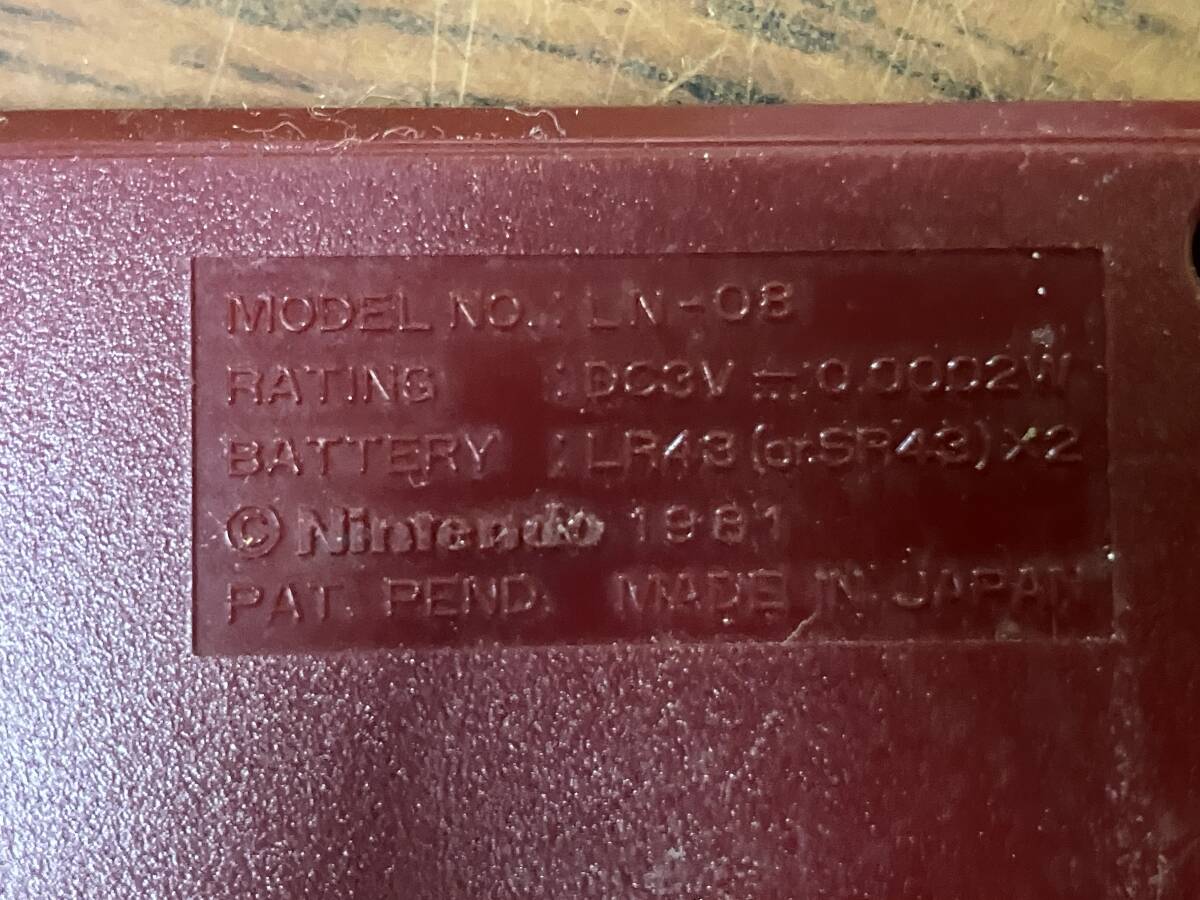 MODEL NO.: LN-08
RATING : DC3V ⎓ 0.0002W
BATTERY : LR43 (or SR43) X2
© Nintendo 1981
PAT. PEND. MADE IN JAPAN